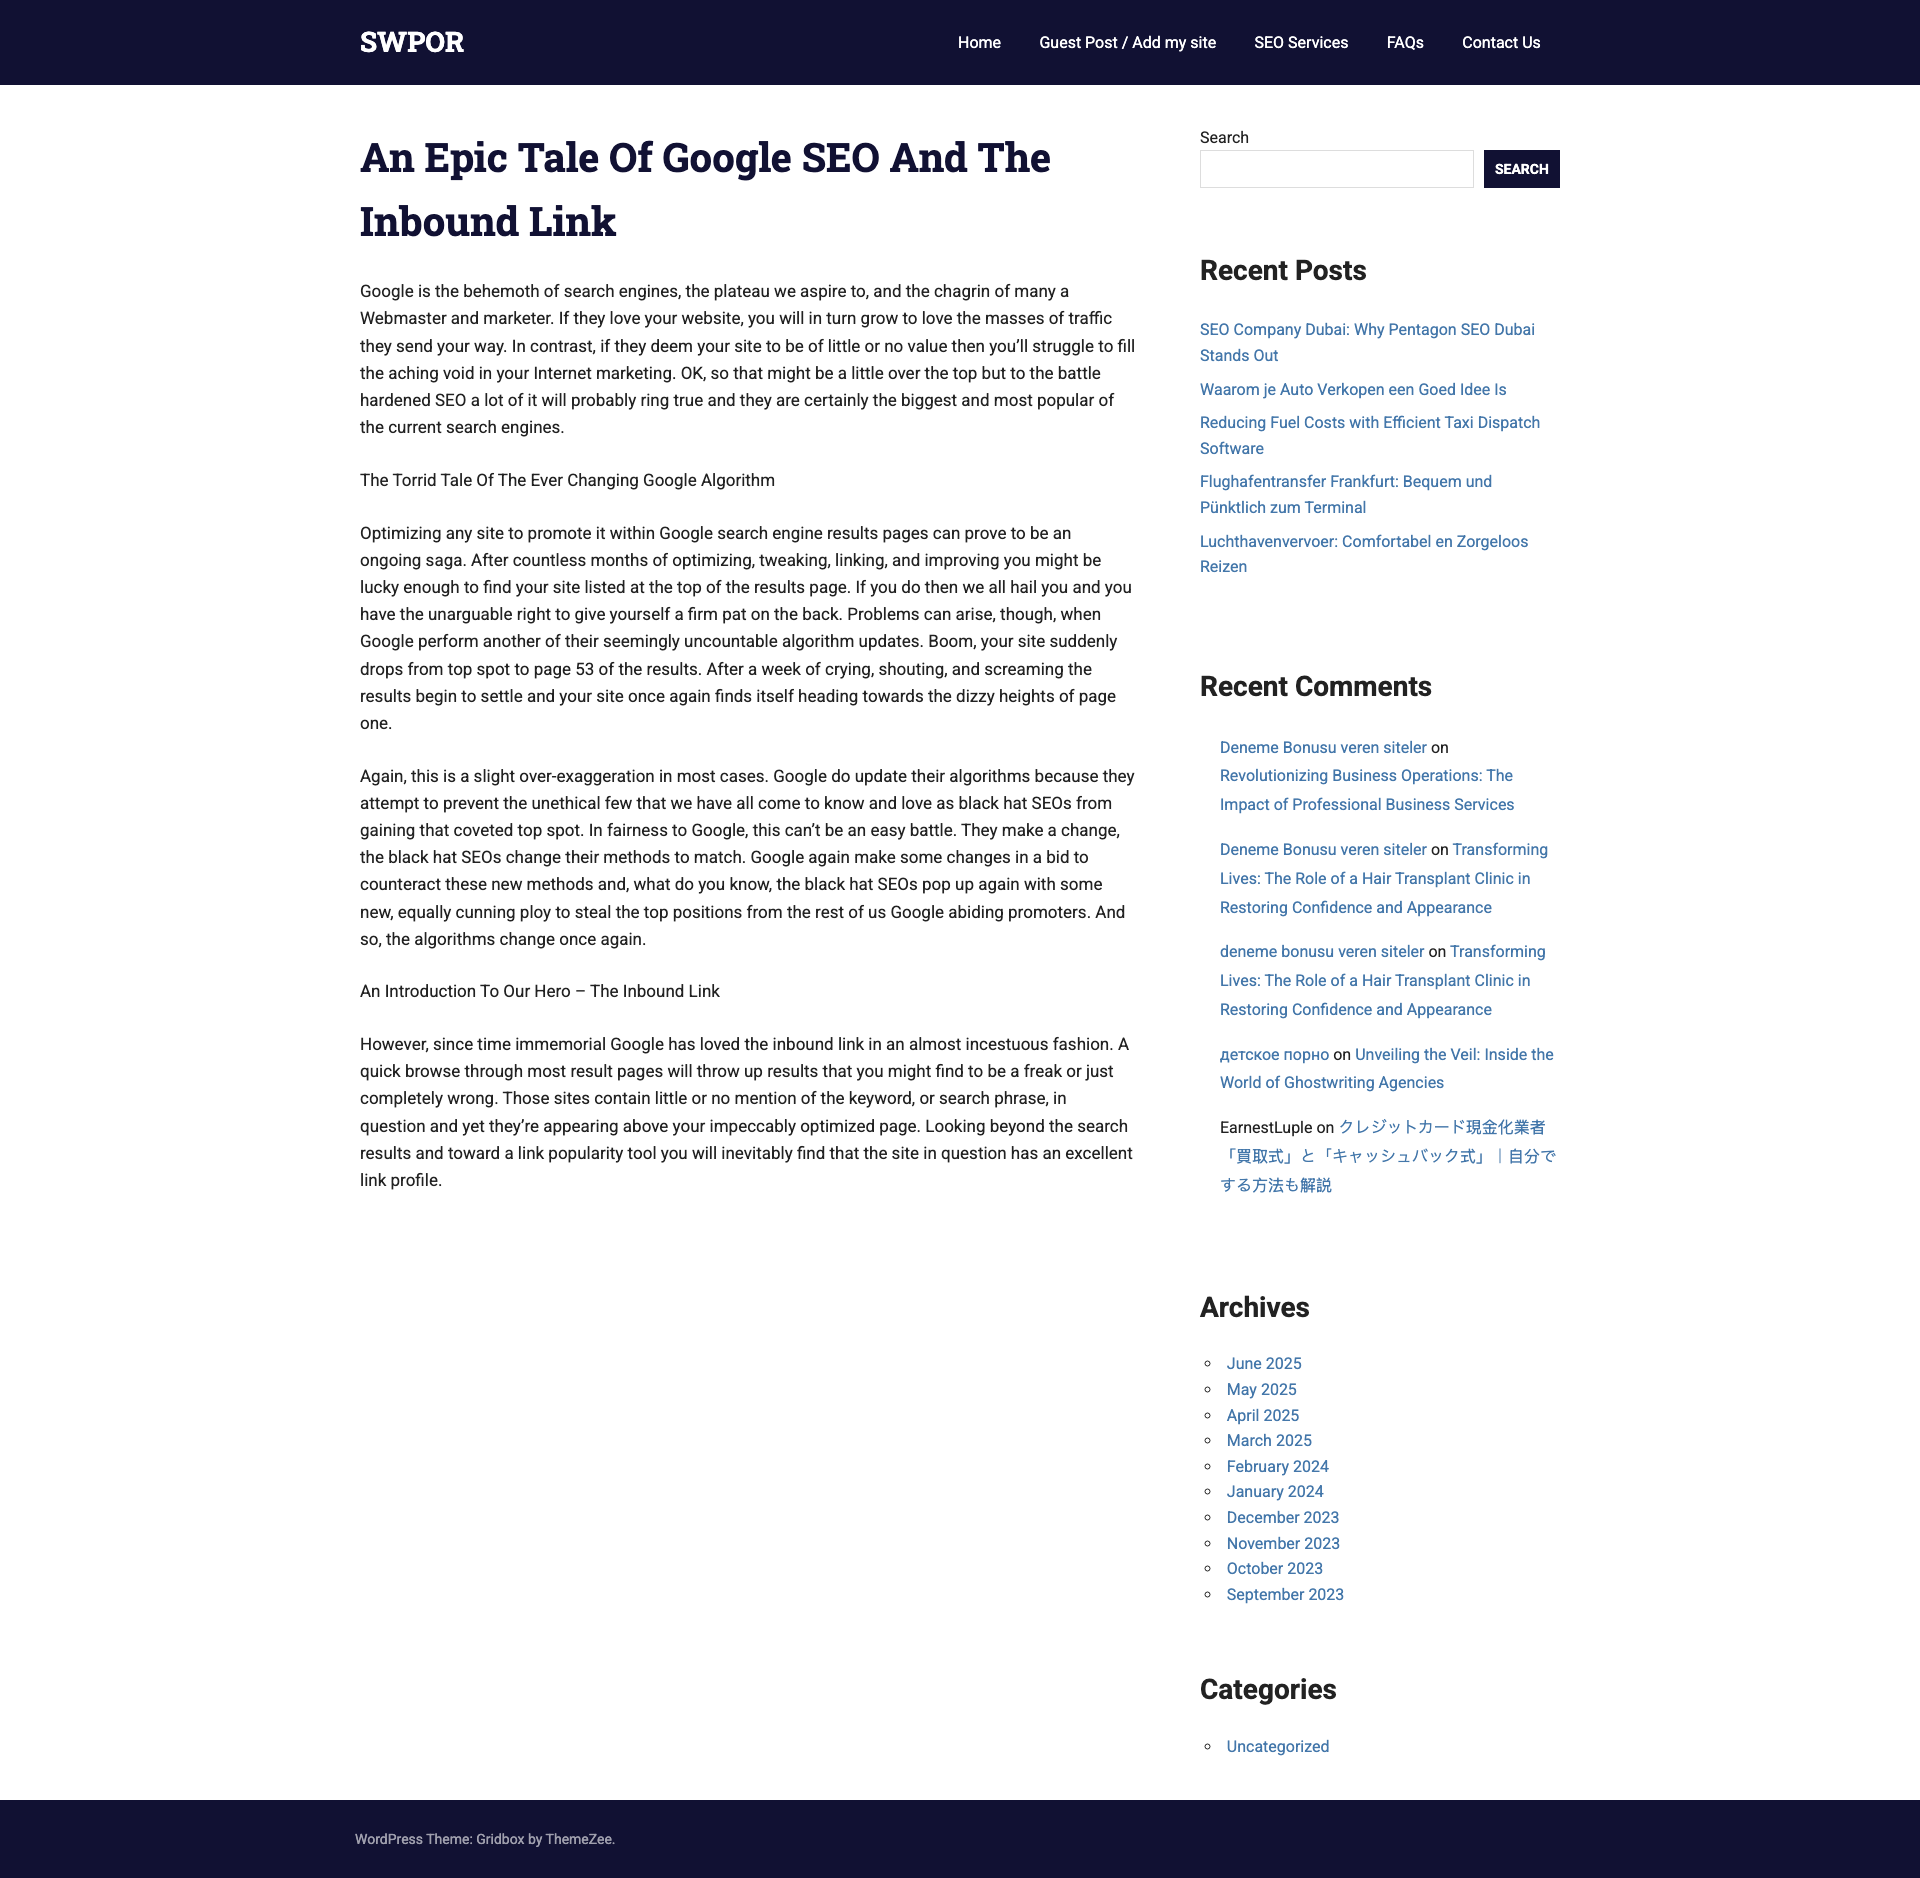 SWPOR
Home
Guest Post / Add my site
SEO Services
FAQs
Contact Us
An Epic Tale Of Google SEO And The
Inbound Link
Google is the behemoth of search engines, the plateau we aspire to, and the chagrin of many a
Webmaster and marketer. If they love your website, you will in turn grow to love the masses of traffic
they send your way. In contrast, if they deem your site to be of little or no value then you’ll struggle to fill
the aching void in your Internet marketing. OK, so that might be a little over the top but to the battle
hardened SEO a lot of it will probably ring true and they are certainly the biggest and most popular of
the current search engines.
The Torrid Tale Of The Ever Changing Google Algorithm
Optimizing any site to promote it within Google search engine results pages can prove to be an
ongoing saga. After countless months of optimizing, tweaking, linking, and improving you might be
lucky enough to find your site listed at the top of the results page. If you do then we all hail you and you
have the unarguable right to give yourself a firm pat on the back. Problems can arise, though, when
Google perform another of their seemingly uncountable algorithm updates. Boom, your site suddenly
drops from top spot to page 53 of the results. After a week of crying, shouting, and screaming the
results begin to settle and your site once again finds itself heading towards the dizzy heights of page
one.
Again, this is a slight over-exaggeration in most cases. Google do update their algorithms because they
attempt to prevent the unethical few that we have all come to know and love as black hat SEOs from
gaining that coveted top spot. In fairness to Google, this can’t be an easy battle. They make a change,
the black hat SEOs change their methods to match. Google again make some changes in a bid to
counteract these new methods and, what do you know, the black hat SEOs pop up again with some
new, equally cunning ploy to steal the top positions from the rest of us Google abiding promoters. And
so, the algorithms change once again.
An Introduction To Our Hero – The Inbound Link
However, since time immemorial Google has loved the inbound link in an almost incestuous fashion. A
quick browse through most result pages will throw up results that you might find to be a freak or just
completely wrong. Those sites contain little or no mention of the keyword, or search phrase, in
question and yet they’re appearing above your impeccably optimized page. Looking beyond the search
results and toward a link popularity tool you will inevitably find that the site in question has an excellent
link profile.
Search
SEARCH
Recent Posts
SEO Company Dubai: Why Pentagon SEO Dubai
Stands Out
Waarom je Auto Verkopen een Goed Idee Is
Reducing Fuel Costs with Efficient Taxi Dispatch
Software
Flughafentransfer Frankfurt: Bequem und
Pünktlich zum Terminal
Luchthavenvervoer: Comfortabel en Zorgeloos
Reizen
Recent Comments
Deneme Bonusu veren siteler on
Revolutionizing Business Operations: The
Impact of Professional Business Services
Deneme Bonusu veren siteler on Transforming
Lives: The Role of a Hair Transplant Clinic in
Restoring Confidence and Appearance
deneme bonusu veren siteler on Transforming
Lives: The Role of a Hair Transplant Clinic in
Restoring Confidence and Appearance
детское порно on Unveiling the Veil: Inside the
World of Ghostwriting Agencies
EarnestLuple on クレジットカード現金化業者
「買取式」と「キャッシュバック式」｜自分で
する方法も解説
Archives
June 2025
May 2025
April 2025
March 2025
February 2024
January 2024
December 2023
November 2023
October 2023
September 2023
Categories
Uncategorized
WordPress Theme: Gridbox by ThemeZee.